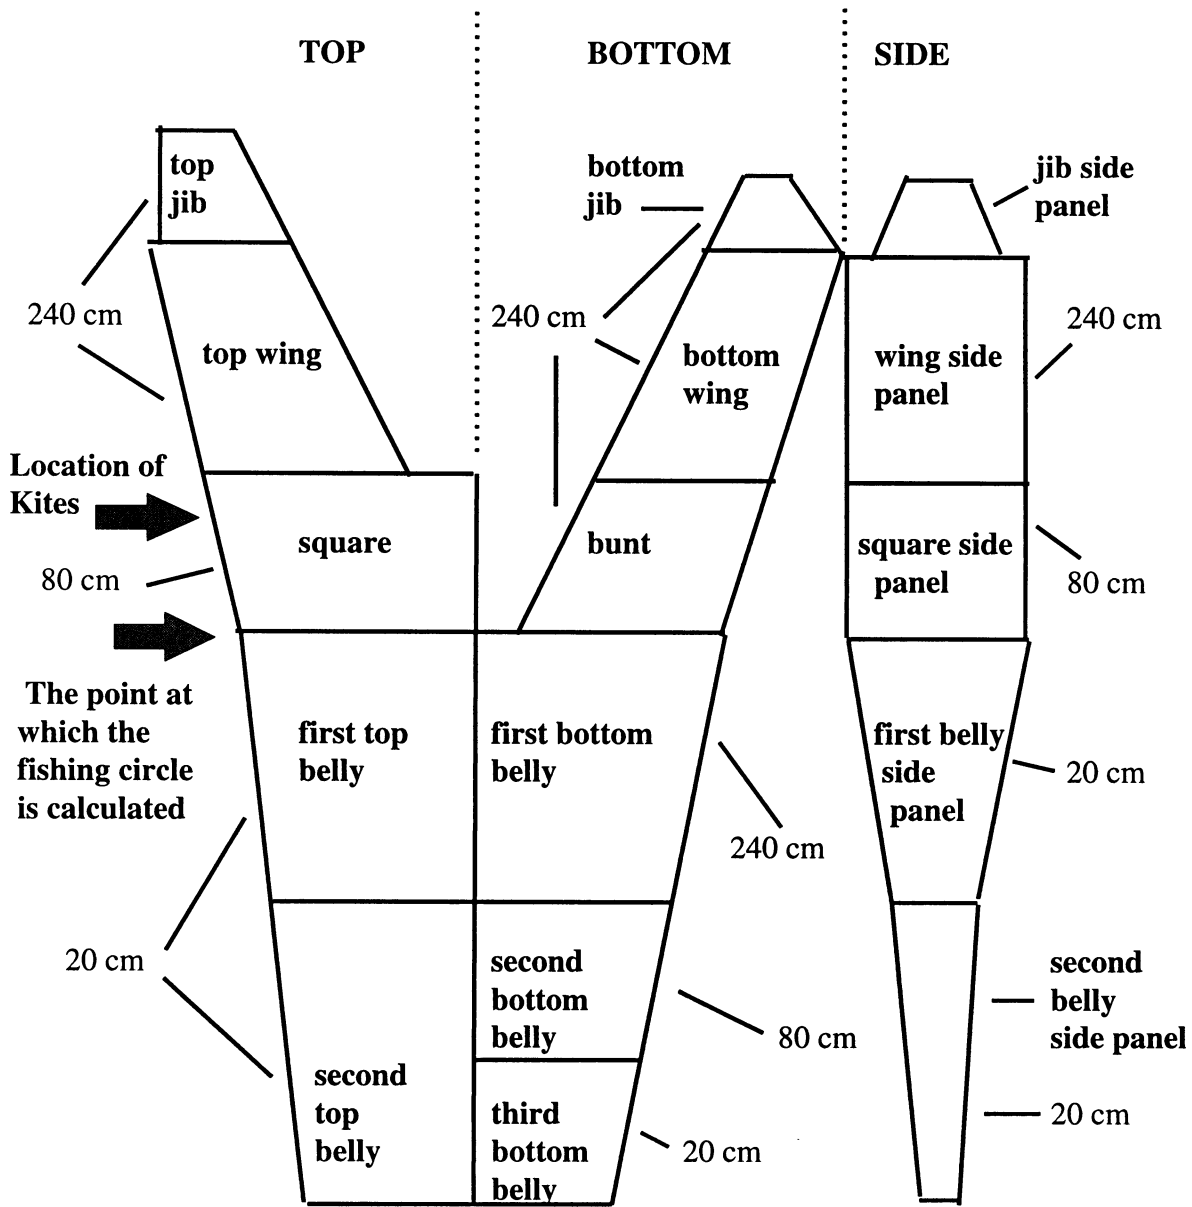 TOP
BOTTOM
SIDE
top
jib
bottom
jib
jib side
panel
240 cm
240 cm
240 cm
top wing
bottom
wing
wing side
panel
Location of
Kites
square
bunt
square side
panel
80 cm
80 cm
The point at
which the
fishing circle
is calculated
first top
belly
first bottom
belly
first belly
side
panel
20 cm
240 cm
20 cm
second
bottom
belly
second
belly
side panel
80 cm
second
top
belly
third
bottom
belly
20 cm
20 cm